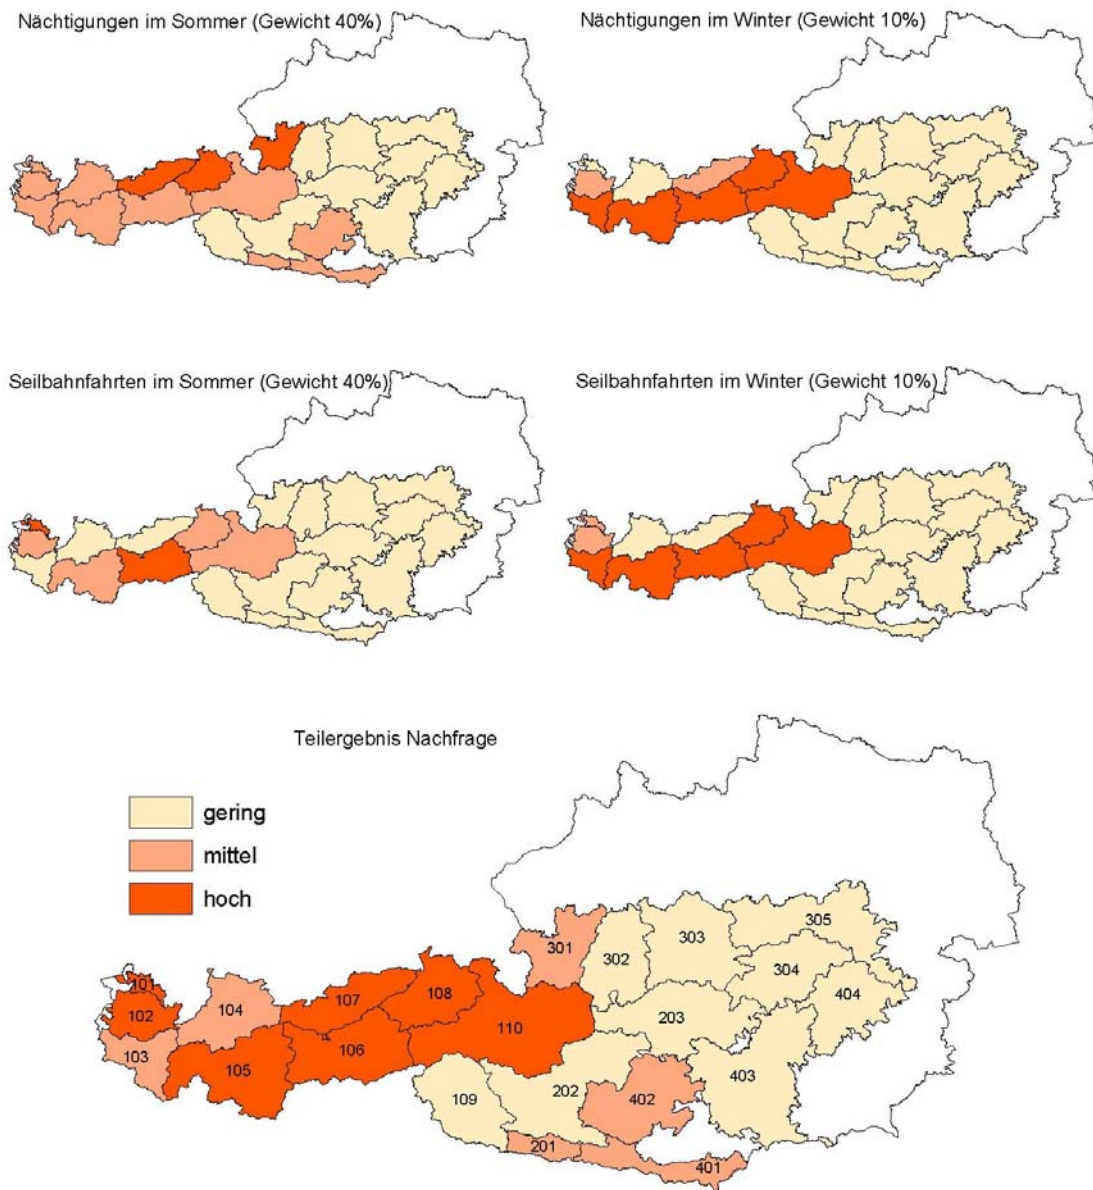 Nächtigungen im Sommer (Gewicht 40%)
Nächtigungen im Winter (Gewicht 10%)
Seilbahnfahrten im Sommer (Gewicht 40%)
Seilbahnfahrten im Winter (Gewicht 10%)
Teilergebnis Nachfrage
gering
mittel
hoch
305
303
301
302
304
101
104
107
108
404
102
110
203
103
106
105
403
202
109
402
201
401